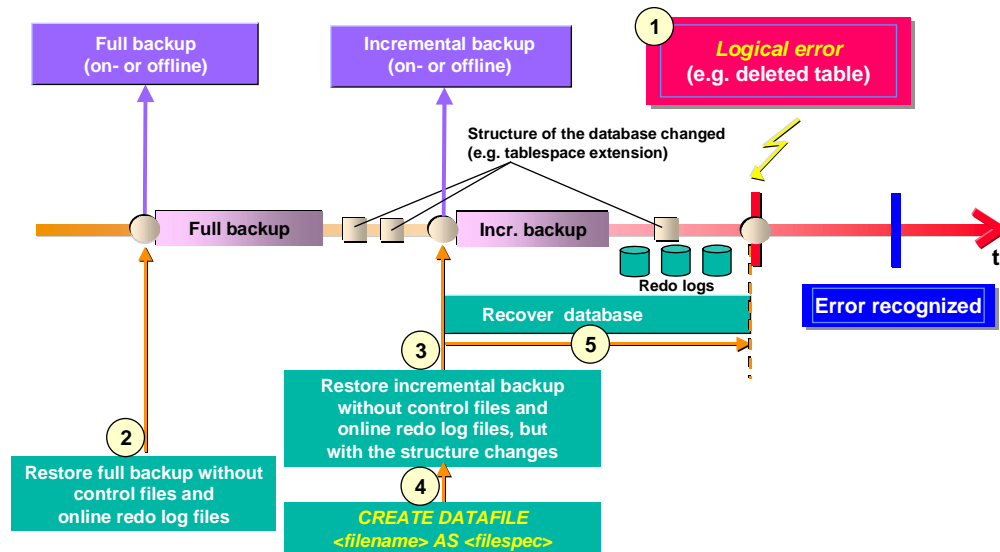 Full backup
(on- or offline)
Incremental backup
(on- or offline)
1
Logical error
(e.g. deleted table)
Structure of the database changed
(e.g. tablespace extension)
Full backup
Incr. backup
t
Redo logs
Error recognized
Recover database
5
3
Restore incremental backup
without control files and
online redo log files, but
with the structure changes
2
Restore full backup without
control files and
online redo log files
4
CREATE DATAFILE
<filename> AS <filespec>